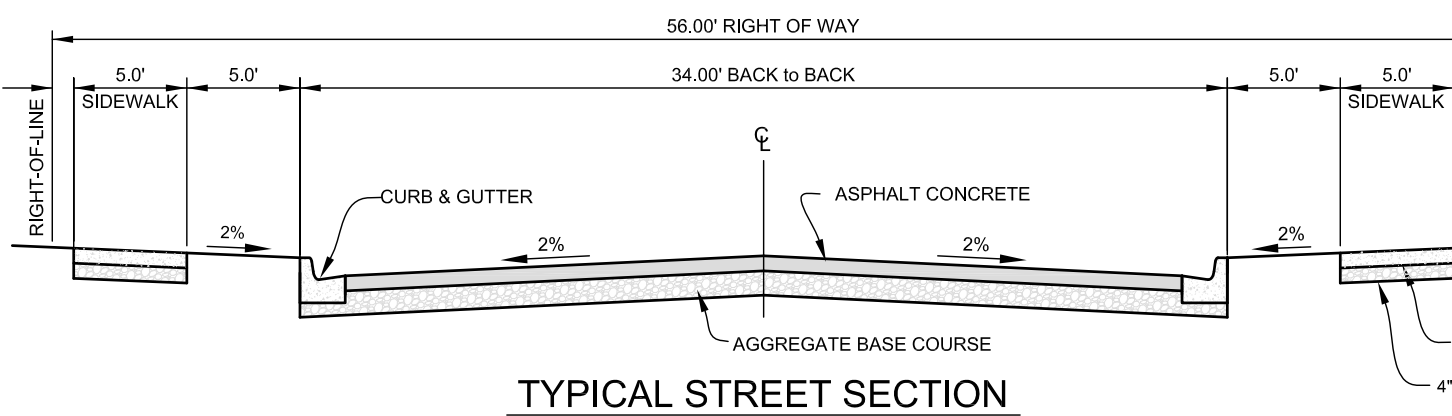 56.00' RIGHT OF WAY
5.0'
5.0'
34.00' BACK to BACK
5.0'
5.0'
SIDEWALK
SIDEWALK
RIGHT-OF-LINE
℄
CURB & GUTTER
ASPHALT CONCRETE
2%
2%
2%
2%
AGGREGATE BASE COURSE
4"
TYPICAL STREET SECTION